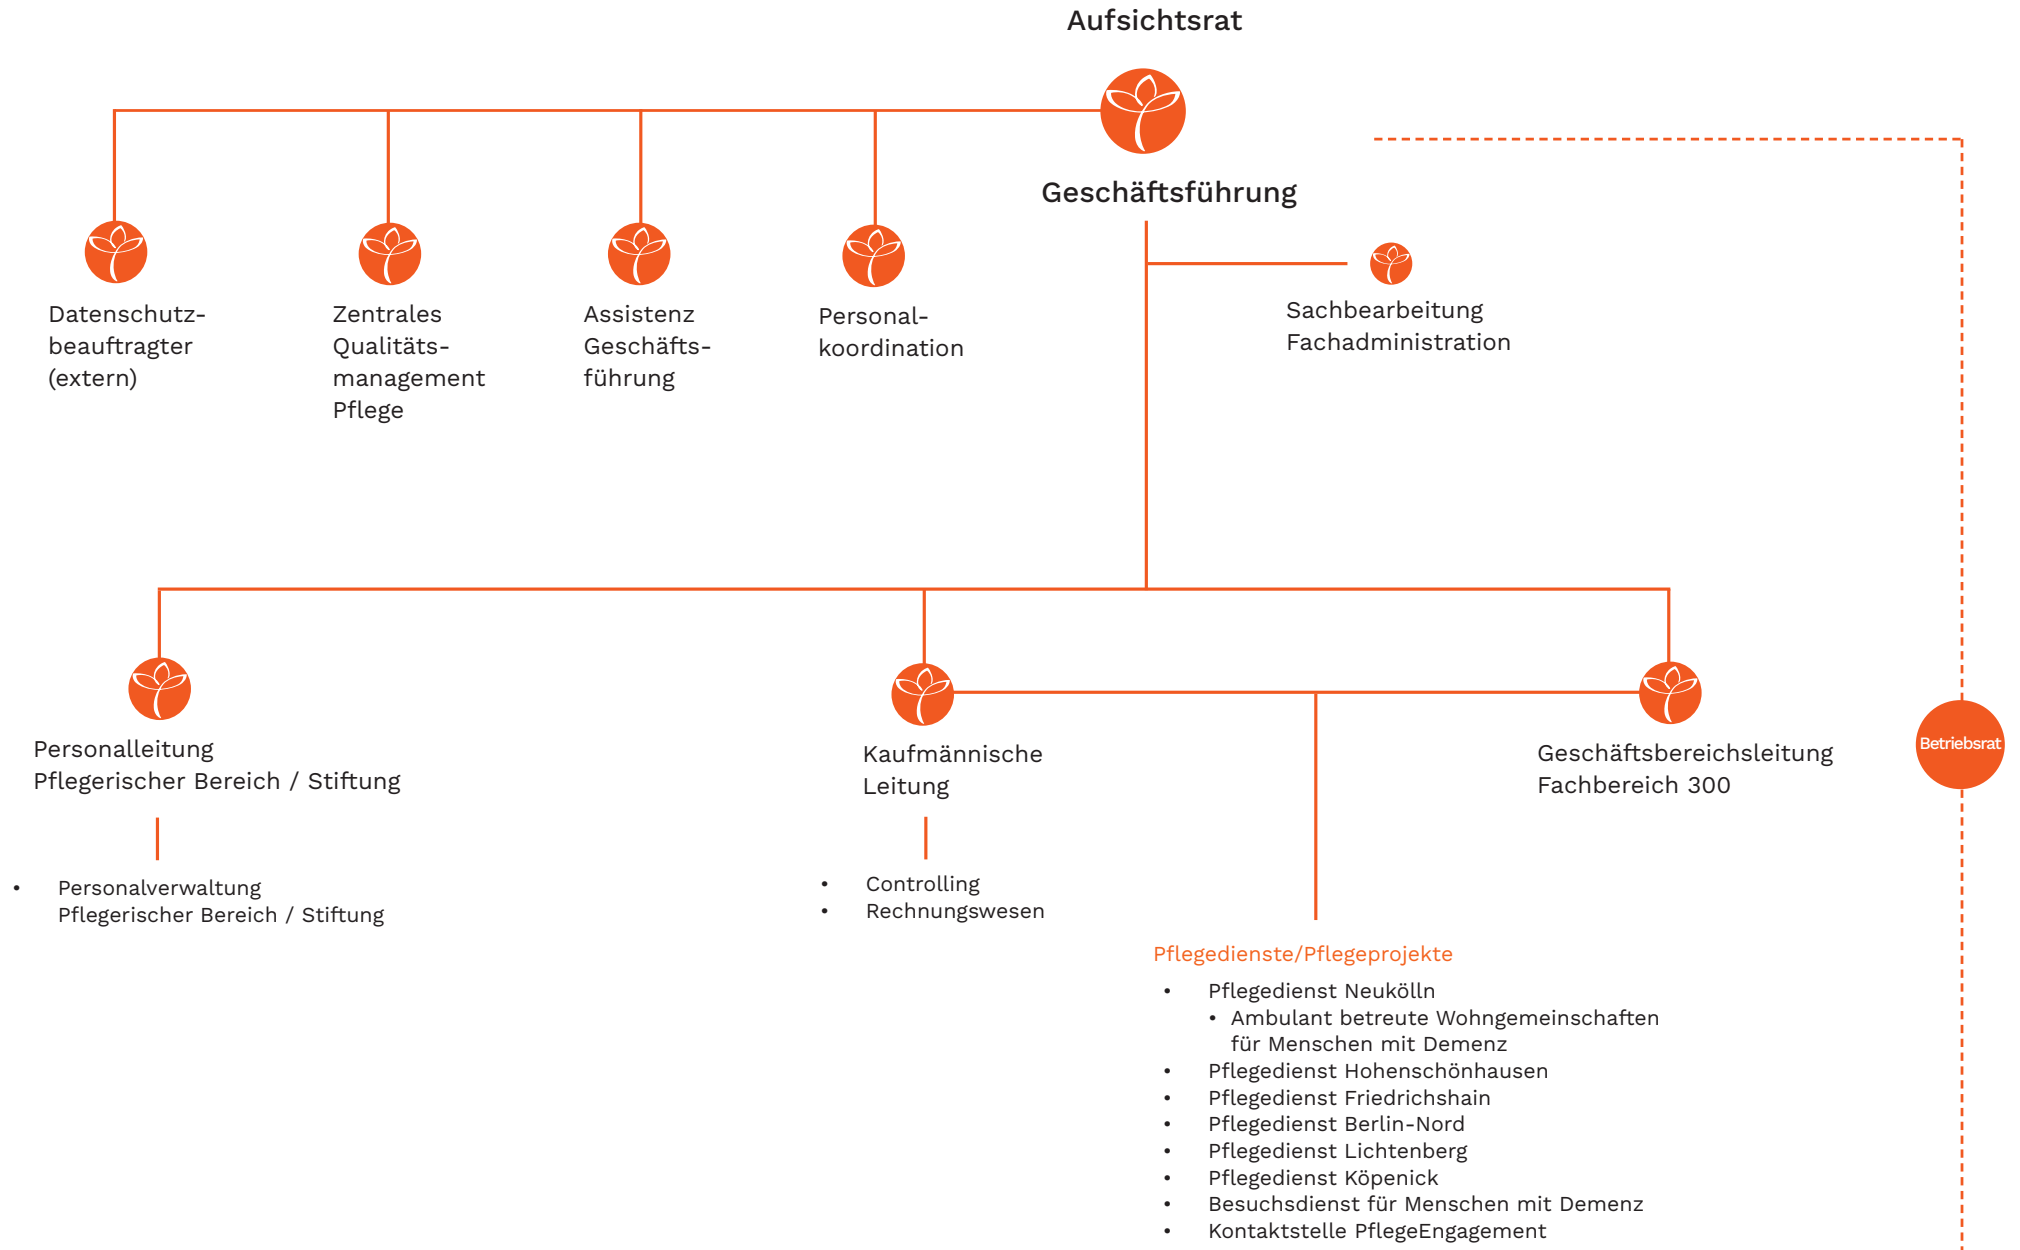 Aufsichtsrat
Geschäftsführung
Datenschutz-
beauftragter
(extern)
Zentrales
Qualitäts-
management
Pflege
Assistenz
Geschäfts-
führung
Personal-
koordination
Sachbearbeitung
Fachadministration
Personalleitung
Pflegerischer Bereich / Stiftung
• Personalverwaltung
Pflegerischer Bereich / Stiftung
Kaufmännische
Leitung
• Controlling
• Rechnungswesen
Geschäftsbereichsleitung
Fachbereich 300
Betriebsrat
Pflegedienste/Pflegeprojekte
• Pflegedienst Neukölln
• Ambulant betreute Wohngemeinschaften
für Menschen mit Demenz
• Pflegedienst Hohenschönhausen
• Pflegedienst Friedrichshain
• Pflegedienst Berlin-Nord
• Pflegedienst Lichtenberg
• Pflegedienst Köpenick
• Besuchsdienst für Menschen mit Demenz
• Kontaktstelle PflegeEngagement